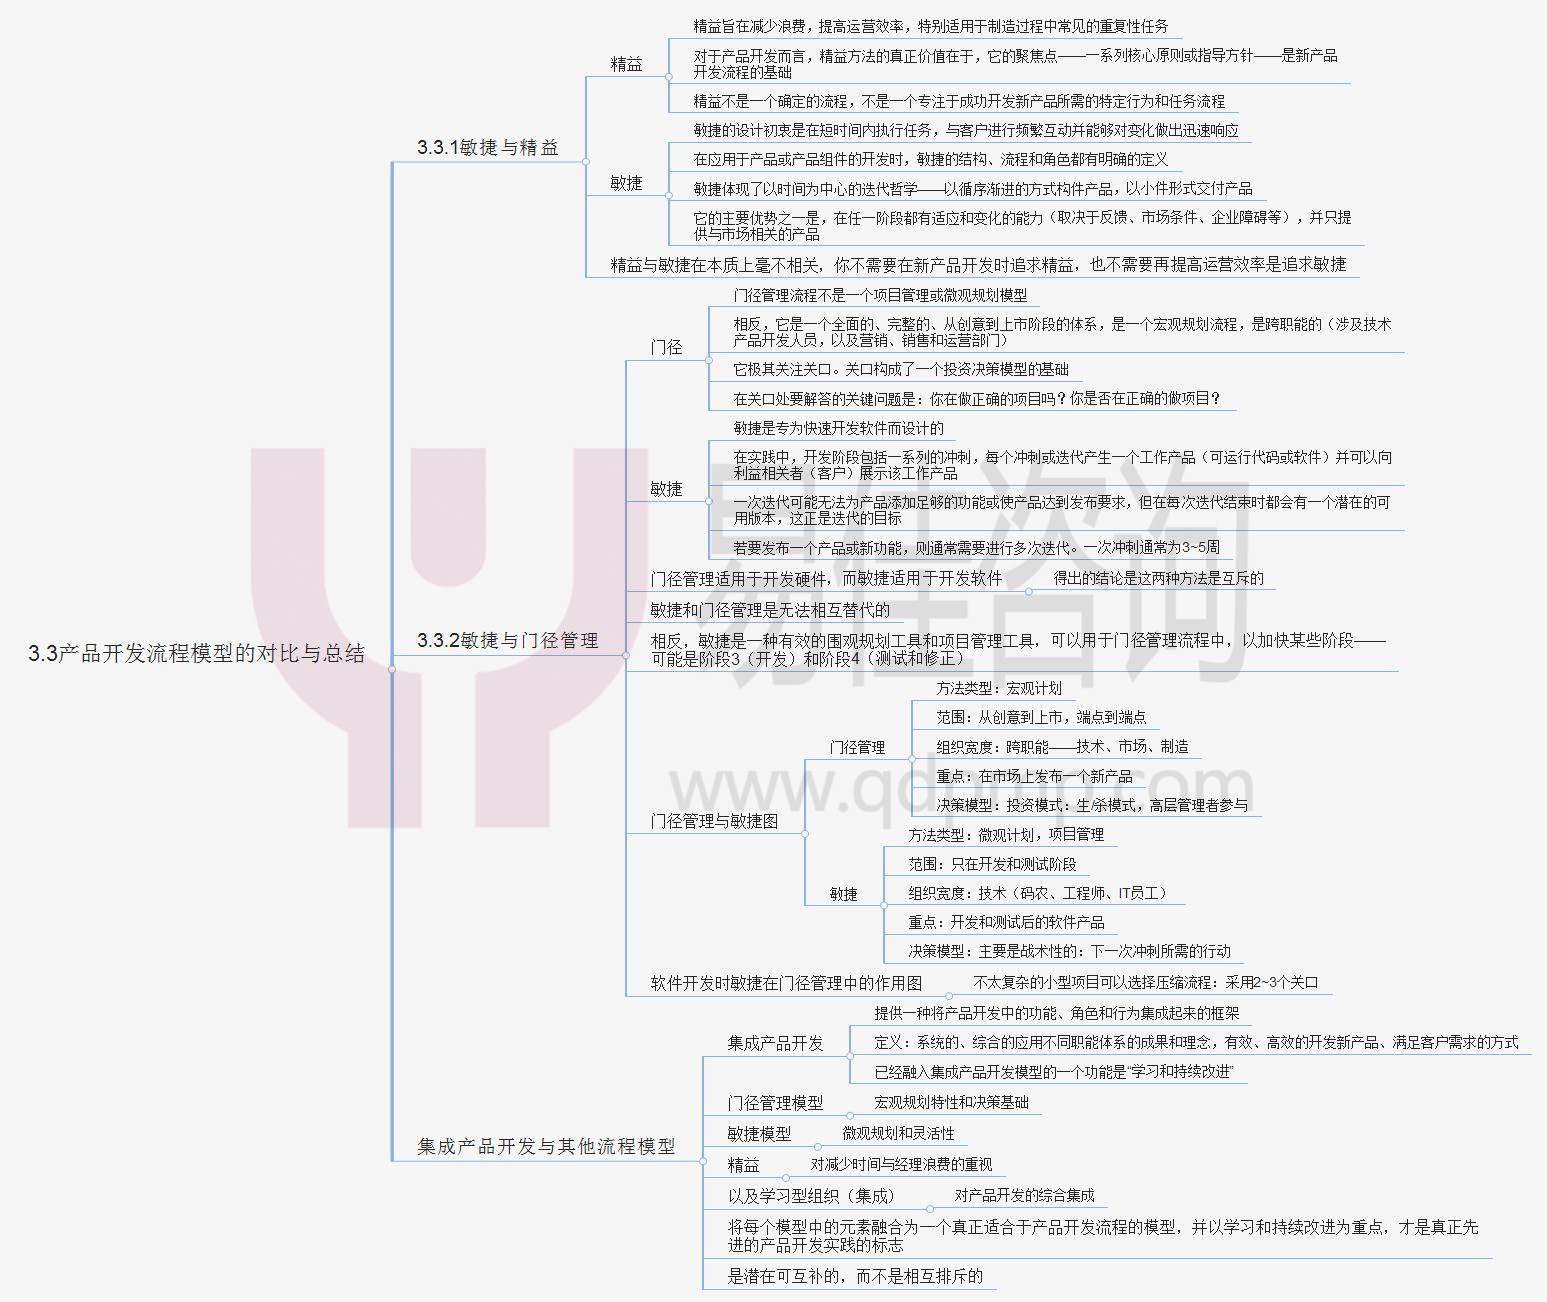 3.3产品开发流程模型的对比与总结
3.3.1敏捷与精益
精益
精益旨在减少浪费，提高运营效率，特别适用于制造过程中常见的重复性任务
对于产品开发而言，精益方法的真正价值在于，它的聚焦点——一系列核心原则或指导方针——是新产品
开发流程的基础
精益不是一个确定的流程，不是一个专注于成功开发新产品所需的特定行为和任务流程
敏捷
敏捷的设计初衷是在短时间内执行任务，与客户进行频繁互动并能够对变化做出迅速响应
在应用于产品或产品组件的开发时，敏捷的结构、流程和角色都有明确的定义
敏捷体现了以时间为中心的迭代哲学——以循序渐进的方式构件产品，以小件形式交付产品
它的主要优势之一是，在任一阶段都有适应和变化的能力（取决于反馈、市场条件、企业障碍等），并只提
供与市场相关的产品
精益与敏捷在本质上毫不相关，你不需要在新产品开发时追求精益，也不需要再提高运营效率是追求敏捷
3.3.2敏捷与门径管理
门径
门径管理流程不是一个项目管理或微观规划模型
相反，它是一个全面的、完整的、从创意到上市阶段的体系，是一个宏观规划流程，是跨职能的（涉及技术
产品开发人员，以及营销、销售和运营部门）
它极其关注关口。关口构成了一个投资决策模型的基础
在关口处要解答的关键问题是：你在做正确的项目吗？你是否在正确的做项目？
敏捷
敏捷是专为快速开发软件而设计的
在实践中，开发阶段包括一系列的冲刺，每个冲刺或迭代产生一个工作产品（可运行代码或软件）并可以向
利益相关者（客户）展示该工作产品
一次迭代可能无法为产品添加足够的功能或使产品达到发布要求，但在每次迭代结束时都会有一个潜在的可
用版本，这正是迭代的目标
若要发布一个产品或新功能，则通常需要进行多次迭代。一次冲刺通常为3~5周
门径管理适用于开发硬件，而敏捷适用于开发软件
得出的结论是这两种方法是互斥的
敏捷和门径管理是无法相互替代的
相反，敏捷是一种有效的围观规划工具和项目管理工具，可以用于门径管理流程中，以加快某些阶段——
可能是阶段3（开发）和阶段4（测试和修正）
门径管理与敏捷图
门径管理
方法类型：宏观计划
范围：从创意到上市，端点到端点
组织宽度：跨职能——技术、市场、制造
重点：在市场上发布一个新产品
决策模型：投资模式：生/杀模式，高层管理者参与
敏捷
方法类型：微观计划，项目管理
范围：只在开发和测试阶段
组织宽度：技术（码农、工程师、IT员工）
重点：开发和测试后的软件产品
决策模型：主要是战术性的：下一次冲刺所需的行动
软件开发时敏捷在门径管理中的作用图
不太复杂的小型项目可以选择压缩流程：采用2~3个关口
集成产品开发与其他流程模型
集成产品开发
提供一种将产品开发中的功能、角色和行为集成起来的框架
定义：系统的、综合的应用不同职能体系的成果和理念，有效、高效的开发新产品、满足客户需求的方式
已经融入集成产品开发模型的一个功能是“学习和持续改进”
门径管理模型
宏观规划特性和决策基础
敏捷模型
微观规划和灵活性
精益
对减少时间与经理浪费的重视
以及学习型组织（集成）
对产品开发的综合集成
将每个模型中的元素融合为一个真正适合于产品开发流程的模型，并以学习和持续改进为重点，才是真正先
进的产品开发实践的标志
是潜在可互补的，而不是相互排斥的
易佳咨询
www.qdpmp.com